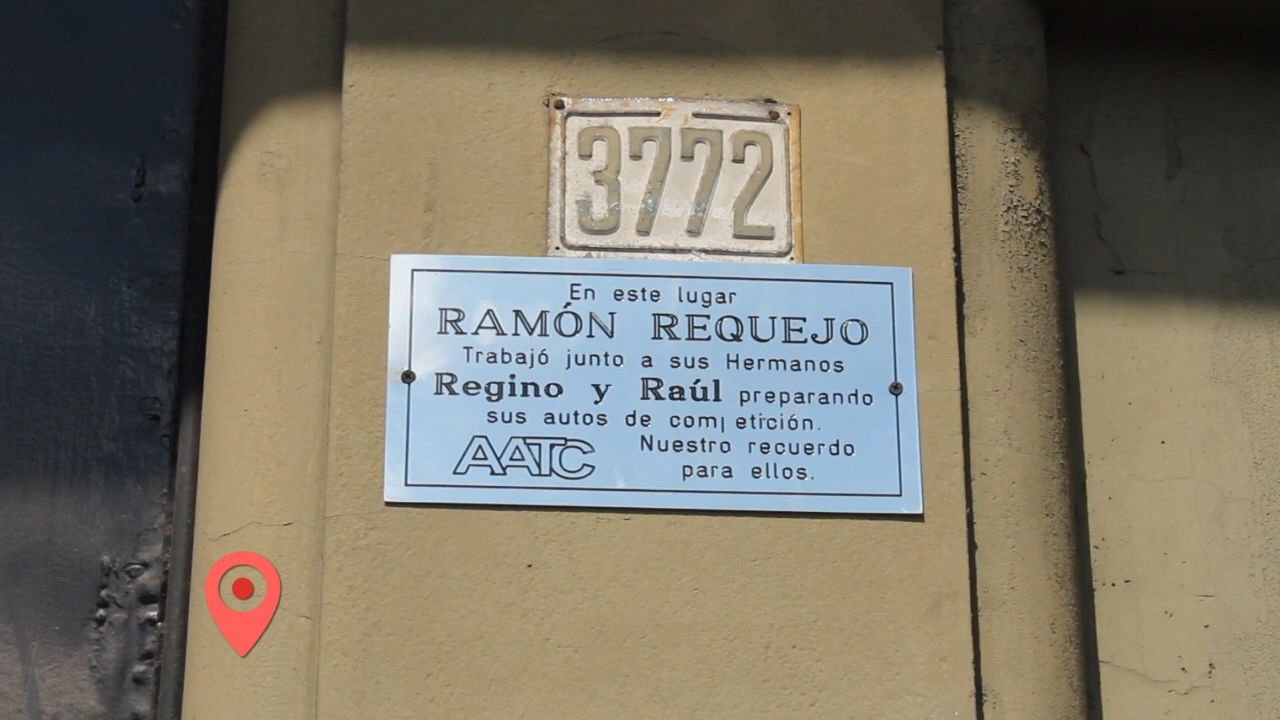 3772
En este lugar
RAMÓN REQUEJO
Trabajó junto a sus Hermanos
Regino y Raúl preparando
sus autos de competición.
AATC Nuestro recuerdo
para ellos.